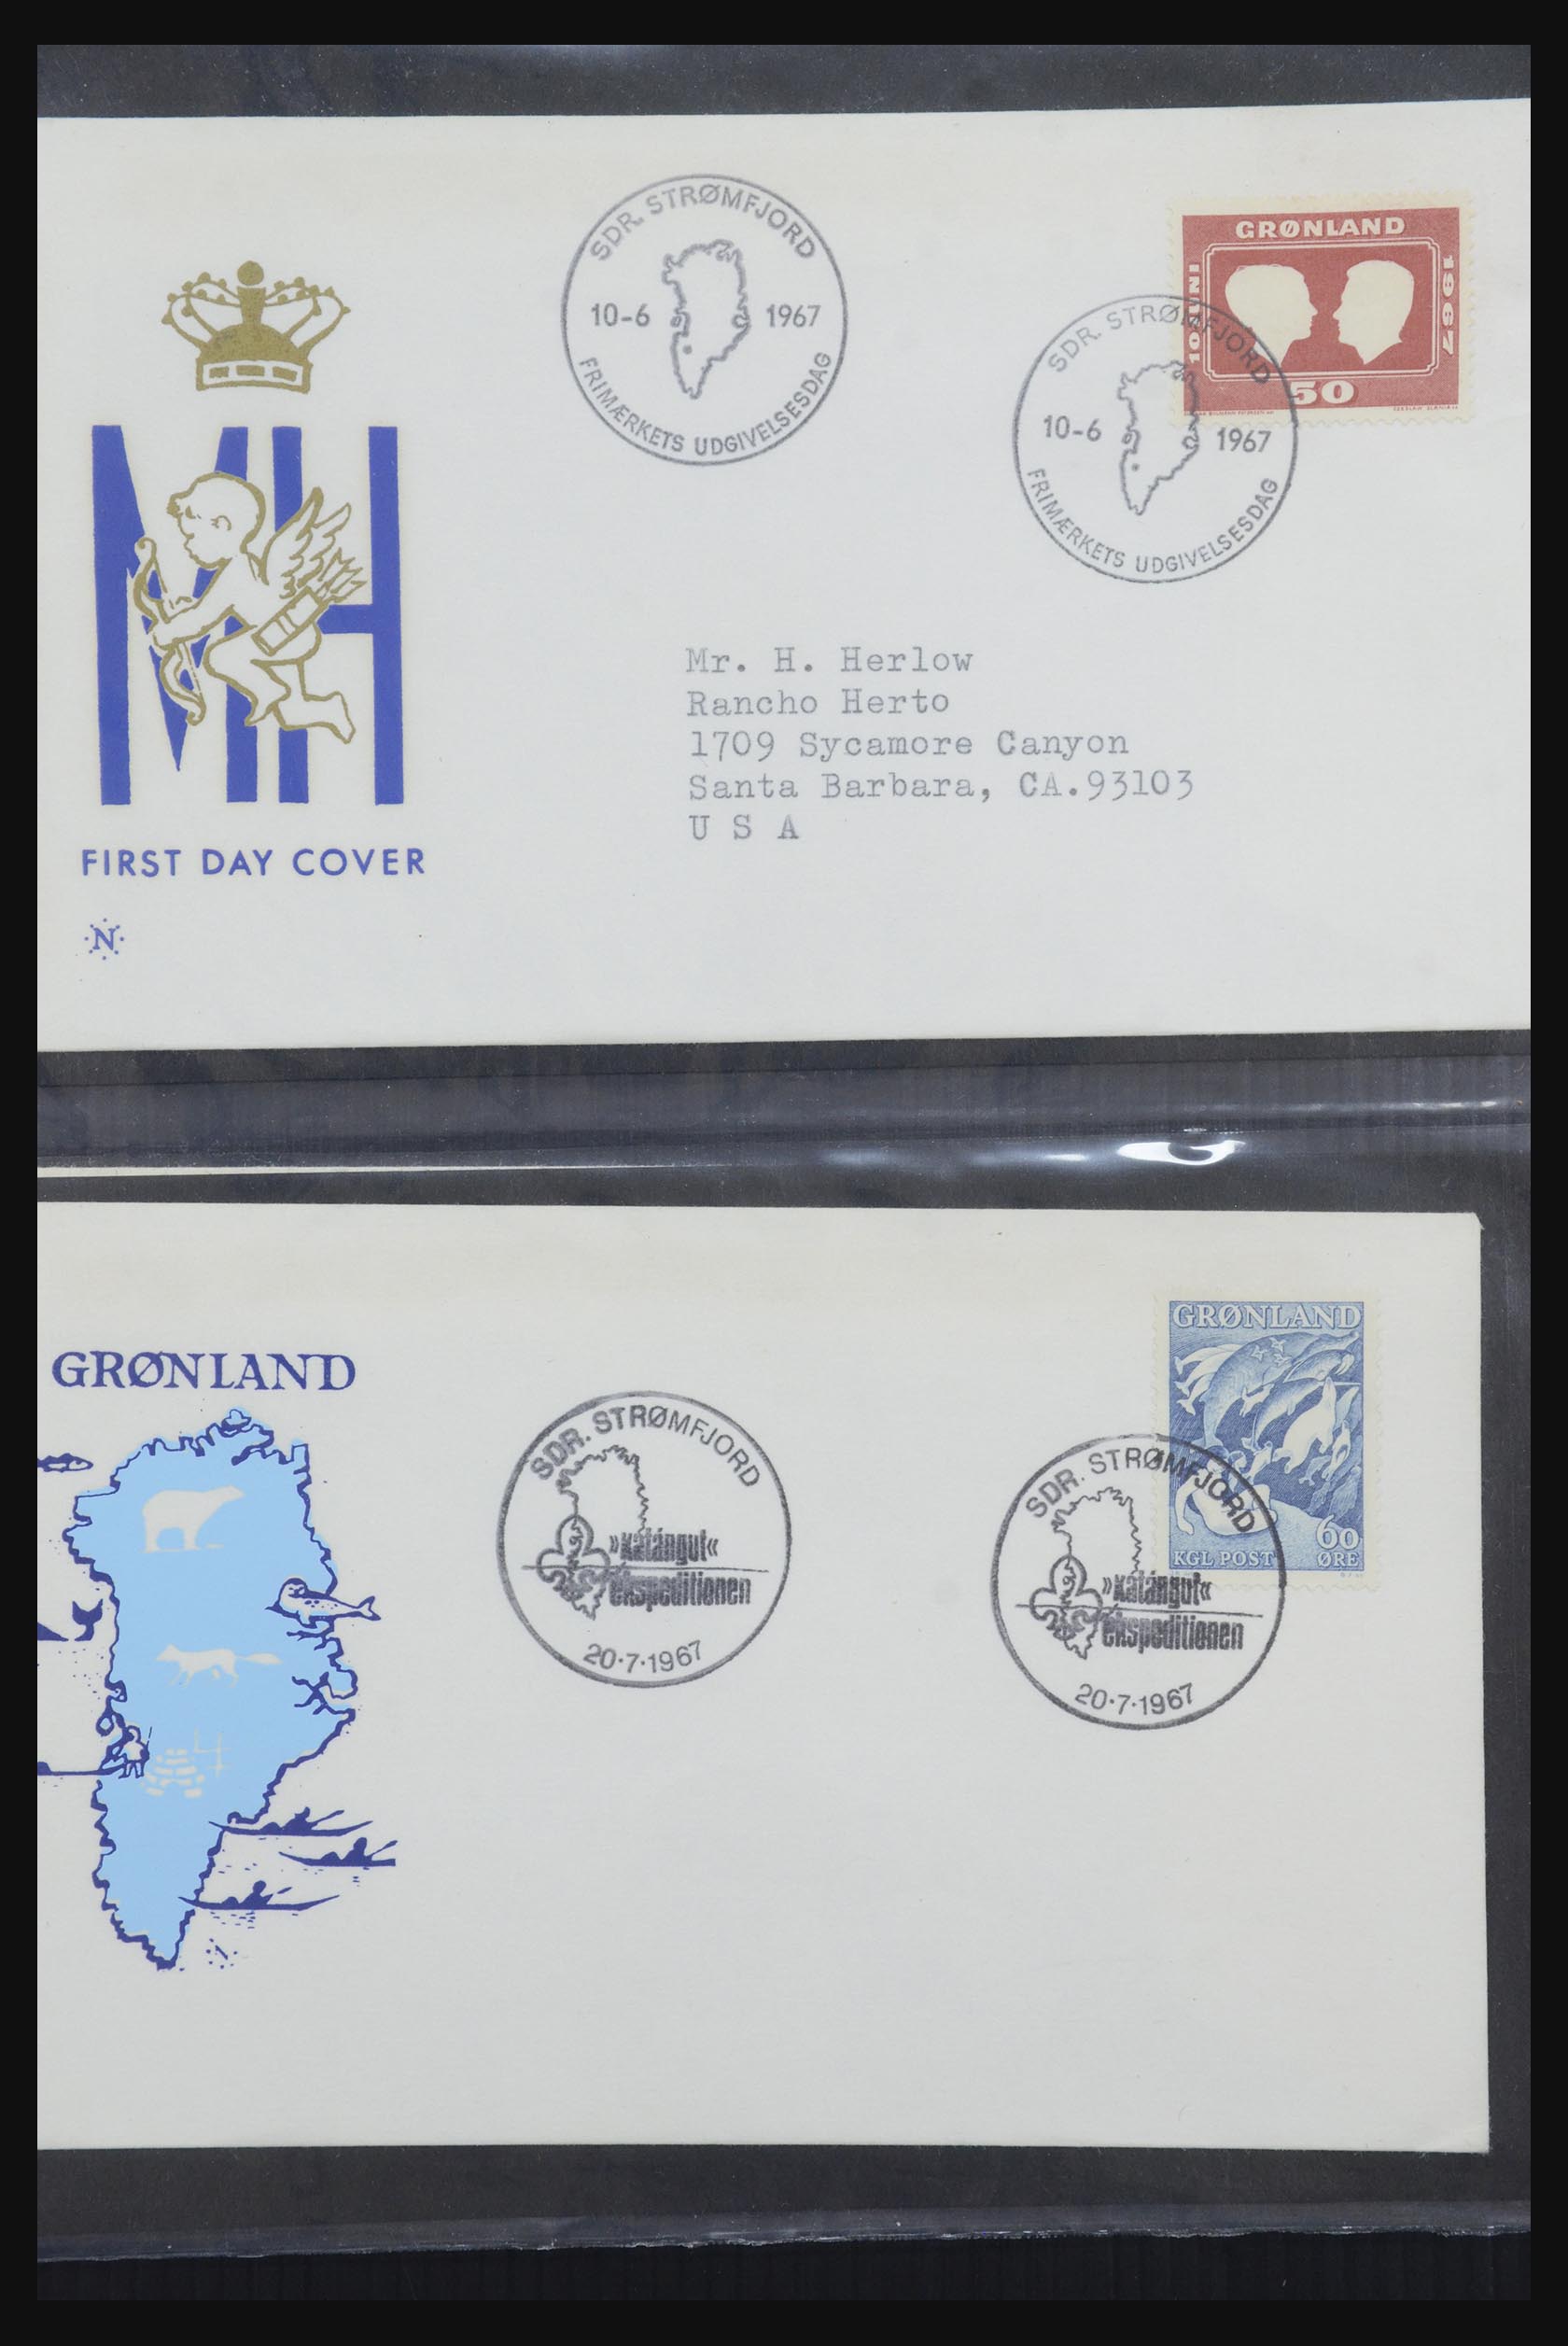 SDR. STRØMFJORD
10-6 1967
FRIMÆRKETS UDGIVELSESDAG
GRØNLAND
10 JUNI
1967
50
SDR. STRØMFJORD
10-6 1967
FRIMÆRKETS UDGIVELSESDAG
MH
Mr. H. Herlow
Rancho Herto
1709 Sycamore Canyon
Santa Barbara, CA.93103
U S A
FIRST DAY COVER
N
GRØNLAND
GRØNLAND
60
KGL POST ØRE
SDR. STRØMFJORD
»Kátángut«
ekspeditionen
20·7·1967
SDR. STRØMFJORD
»Kátángut«
ekspeditionen
20·7·1967